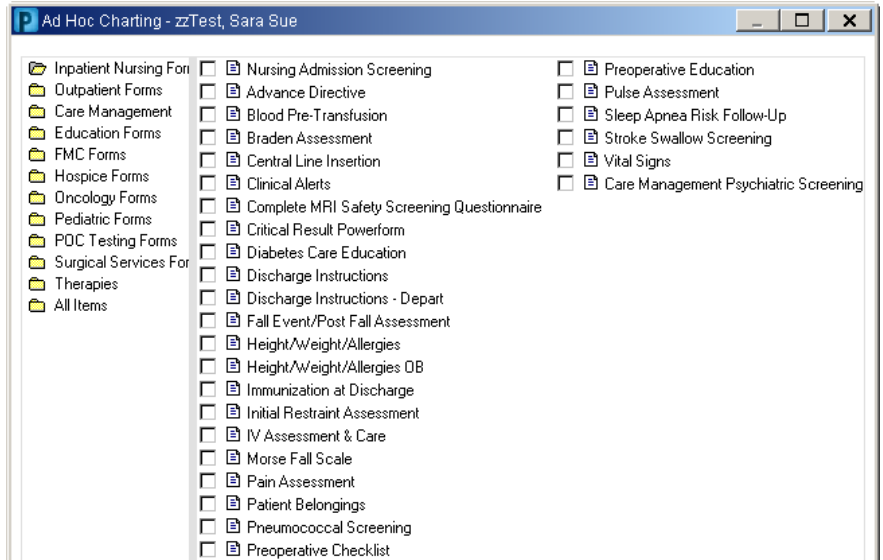 P Ad Hoc Charting - zzTest, Sara Sue
Inpatient Nursing For
Outpatient Forms
Care Management
Education Forms
FMC Forms
Hospice Forms
Oncology Forms
Pediatric Forms
POC Testing Forms
Surgical Services For
Therapies
All Items
Nursing Admission Screening
Advance Directive
Blood Pre-Transfusion
Braden Assessment
Central Line Insertion
Clinical Alerts
Complete MRI Safety Screening Questionnaire
Critical Result Powerform
Diabetes Care Education
Discharge Instructions
Discharge Instructions - Depart
Fall Event/Post Fall Assessment
Height/Weight/Allergies
Height/Weight/Allergies OB
Immunization at Discharge
Initial Restraint Assessment
IV Assessment & Care
Morse Fall Scale
Pain Assessment
Patient Belongings
Pneumococcal Screening
Preoperative Checklist
Preoperative Education
Pulse Assessment
Sleep Apnea Risk Follow-Up
Stroke Swallow Screening
Vital Signs
Care Management Psychiatric Screening